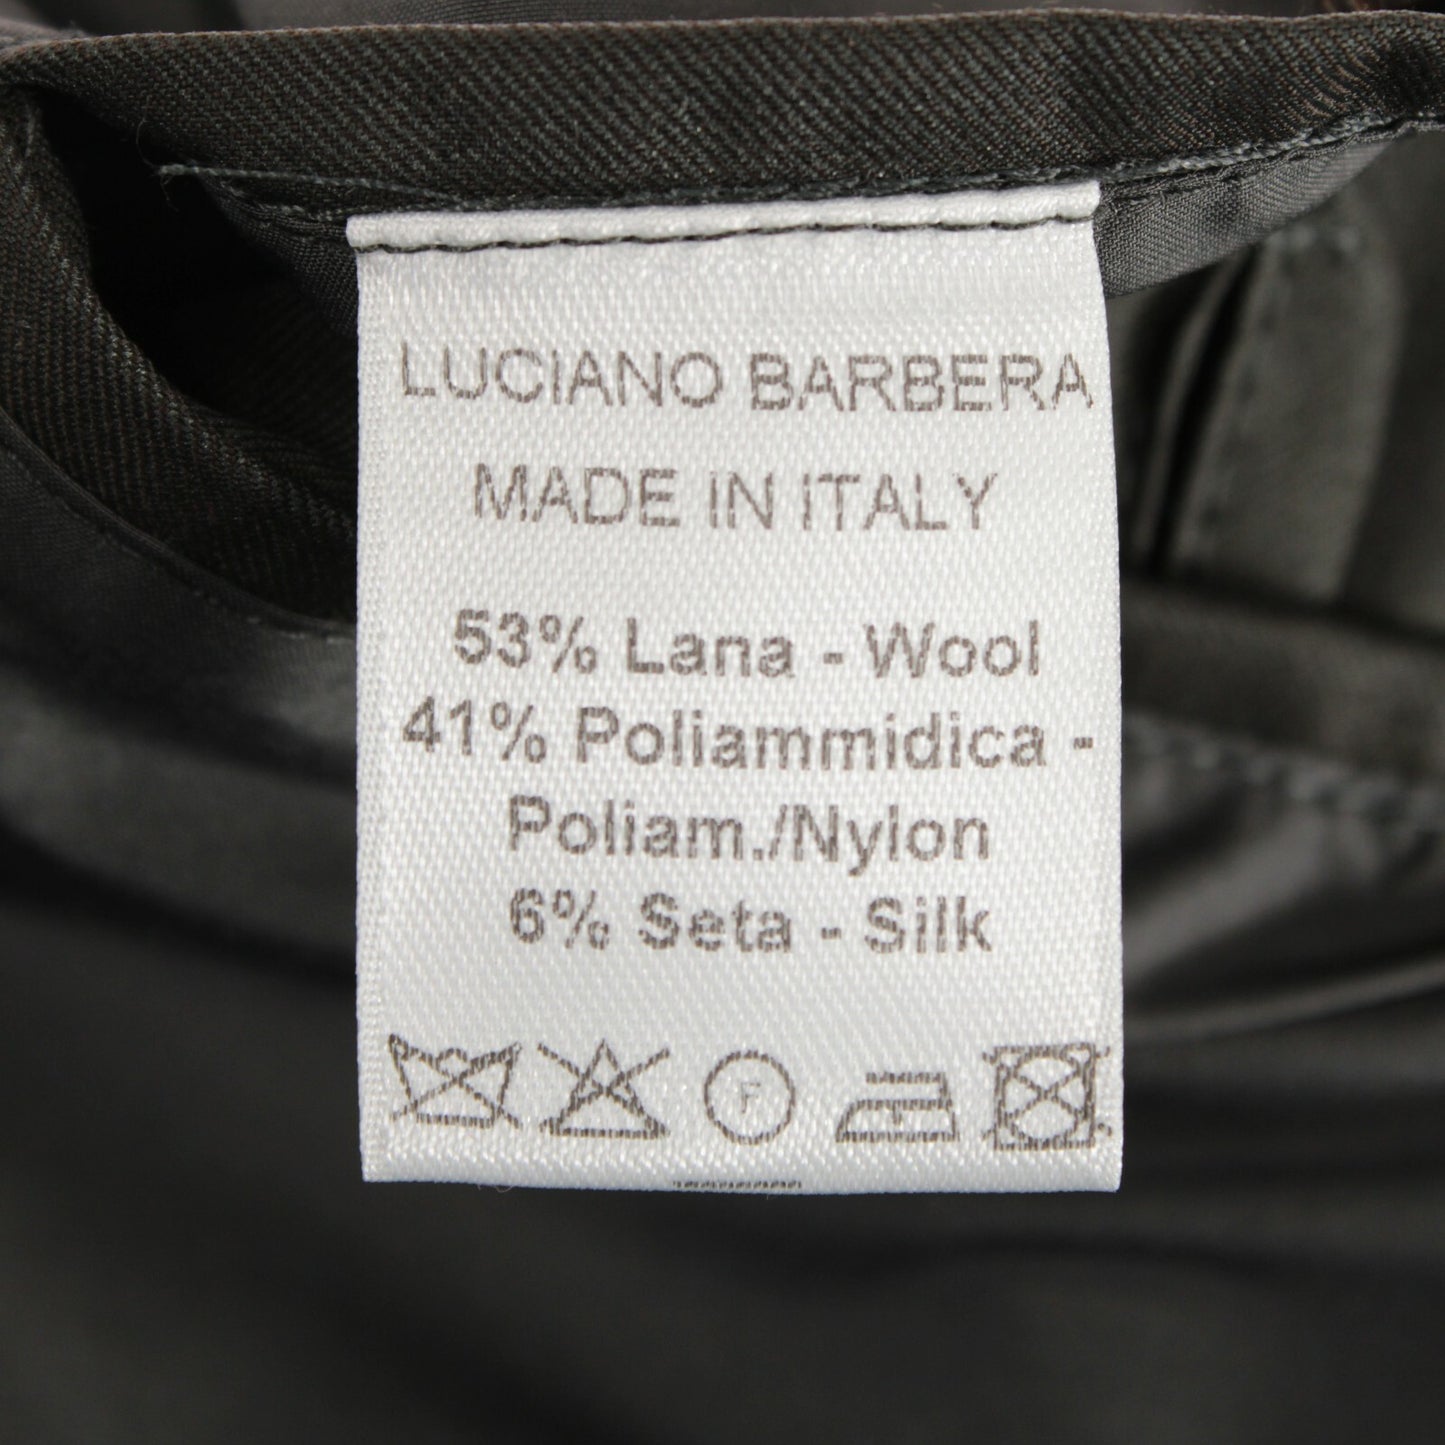 LUCIANO BARBERA
MADE IN ITALY
53% Lana - Wool
41% Poliammidica -
Poliam./Nylon
6% Seta - Silk
F